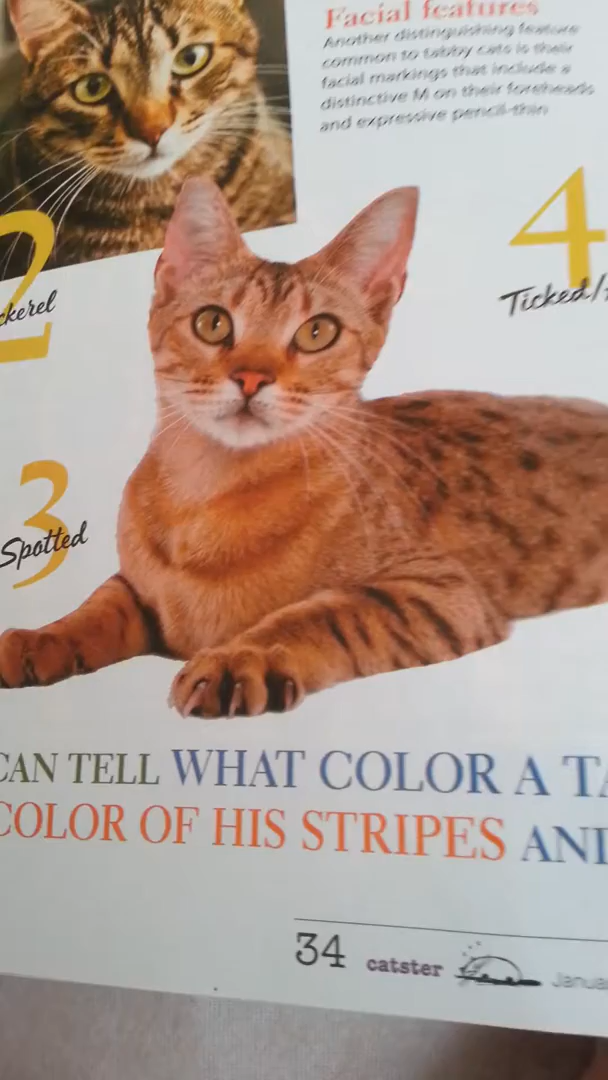 Facial features
Another distinguishing feature
common to tabby cats is their
facial markings that include a
distinctive M on their foreheads
and expressive pencil-thin
4
Ticked/
2
ckerel
3
Spotted
CAN TELL WHAT COLOR A TA
COLOR OF HIS STRIPES AND
34 catster Janua